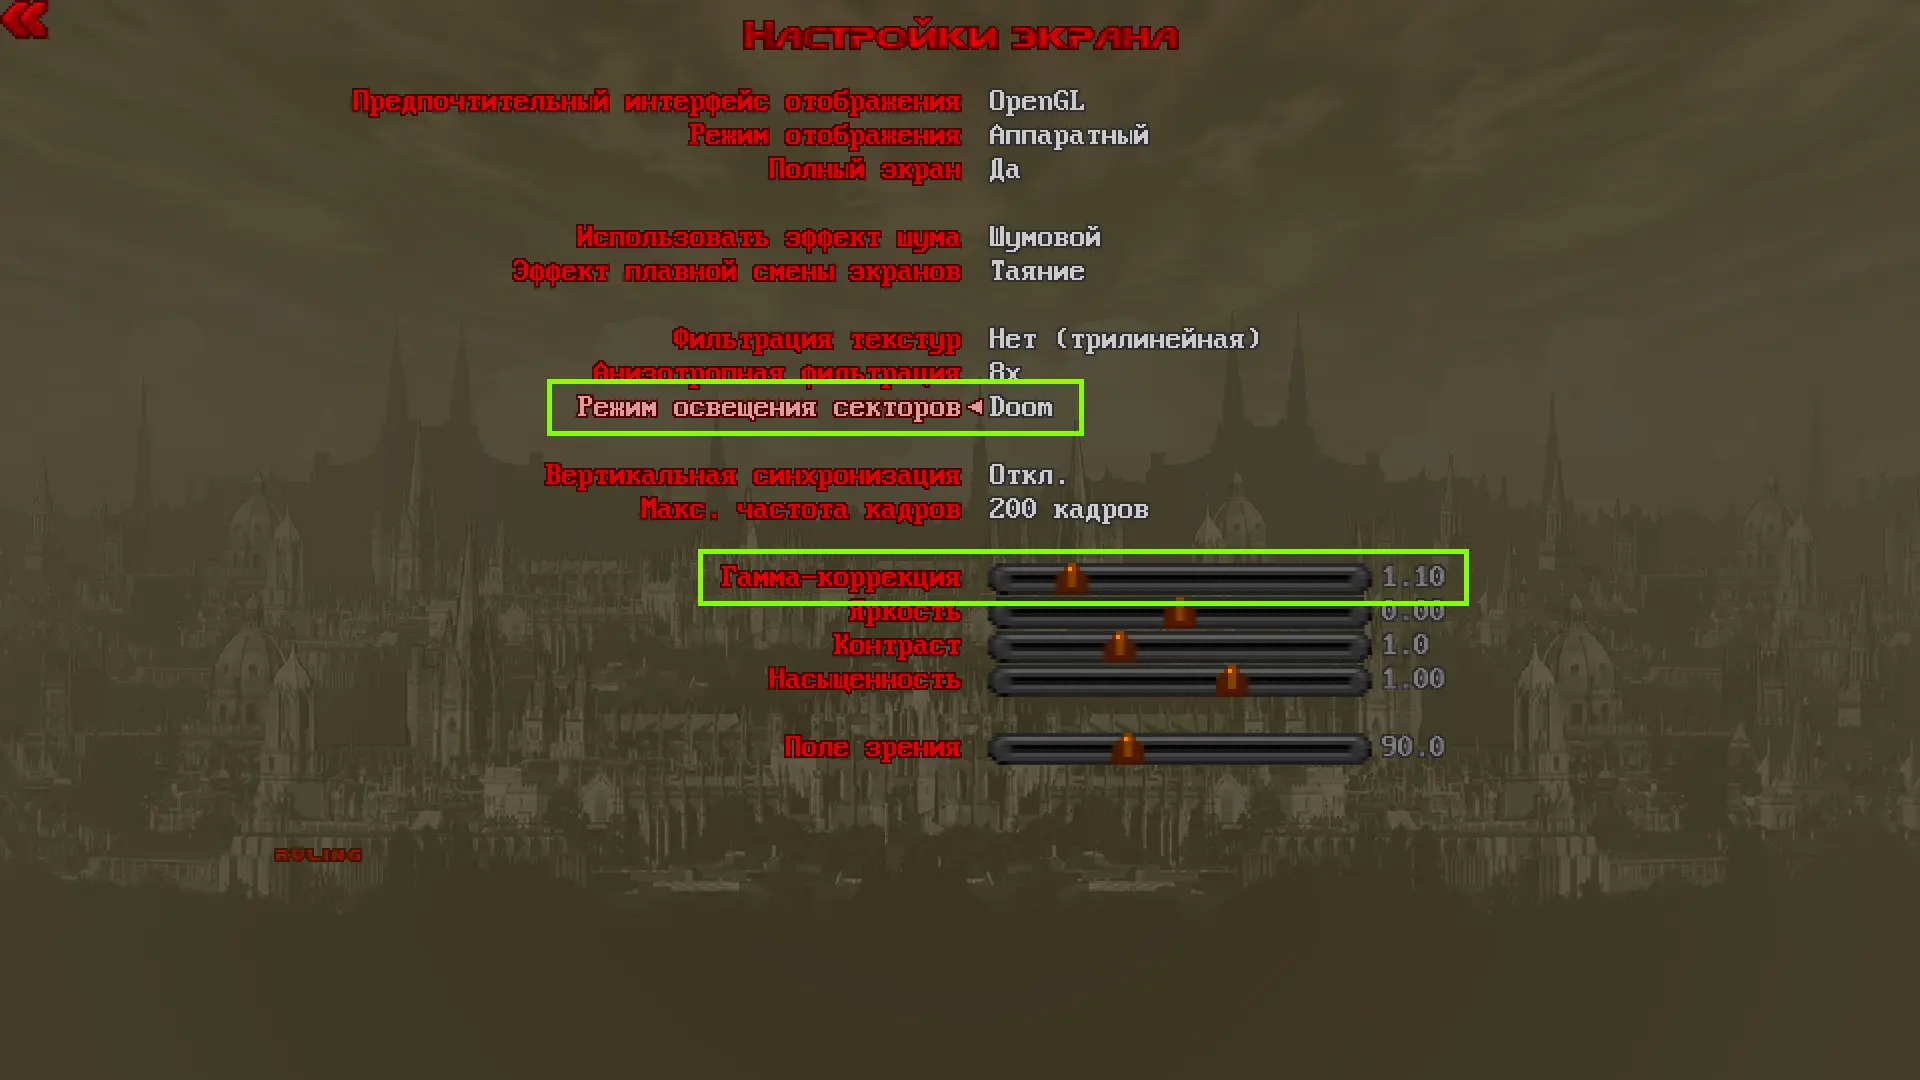 Настройки экрана
Предпочтительный интерфейс отображения OpenGL
Режим отображения Аппаратный
Полный экран Да
Использовать эффект шума Шумовой
Эффект плавной смены экранов Таяние
Фильтрация текстур Нет (трилинейная)
Анизотропная фильтрация 8x
Режим освещения секторов Doom
Вертикальная синхронизация Откл.
Макс. частота кадров 200 кадров
Гамма-коррекция 1.10
Яркость 0.00
Контраст 1.0
Насыщенность 1.00
Поле зрения 90.0
RULING